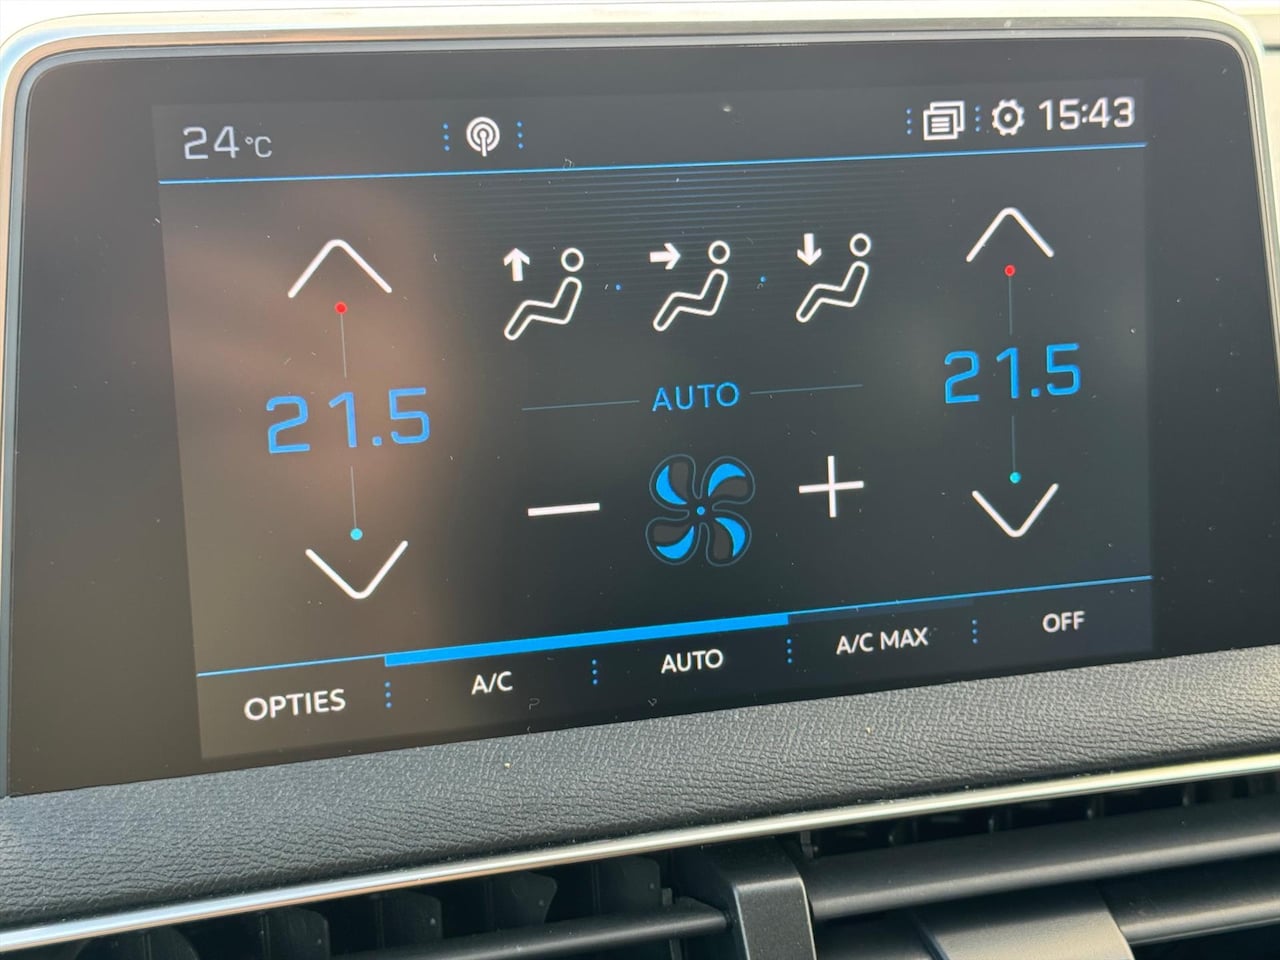 24°C 15:43
21.5 21.5
AUTO
OPTIES A/C AUTO A/C MAX OFF